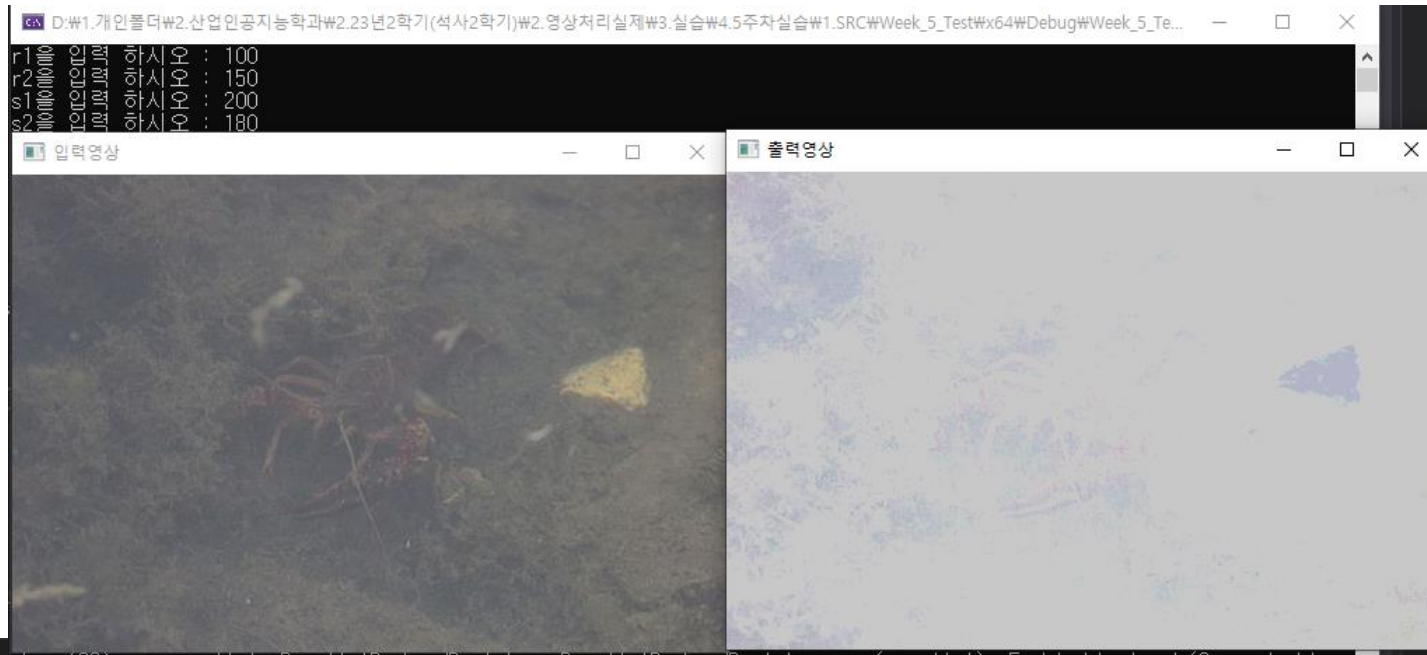 D:₩1.개인폴더₩2.산업인공지능학과₩2.23년2학기(석사2학기)₩2.영상처리실제₩3.실습₩4.5주차실습₩1.SRC₩Week_5_Test₩x64₩Debug₩Week_5_Te...
r1을 입력 하시오 : 100
r2을 입력 하시오 : 150
s1을 입력 하시오 : 200
s2을 입력 하시오 : 180
입력영상
출력영상